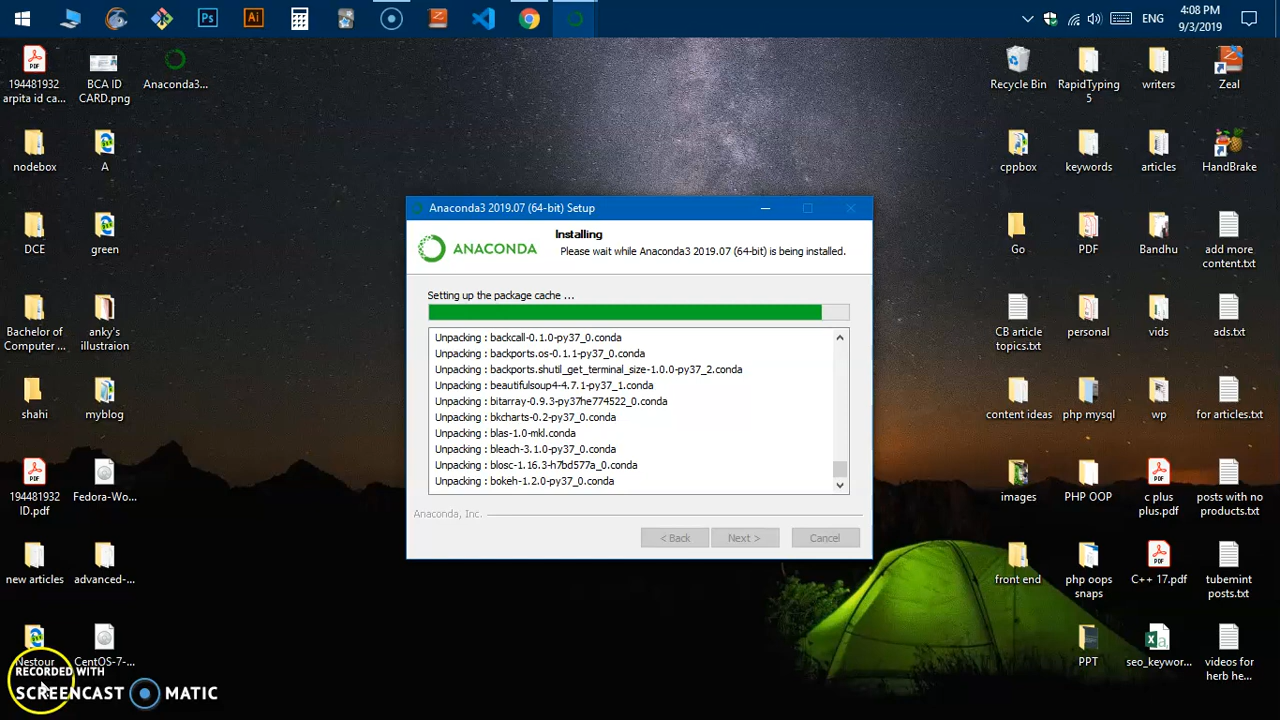 4:08 PM
ENG
9/3/2019
Ps
Ai
194481932
arpita id ca...
BCA ID
CARD.png
Anaconda3...
nodebox
A
DCE
green
Bachelor of
Computer ...
anky's
illustraion
shahi
myblog
194481932
ID.pdf
Fedora-Wo...
new articles
advanced-...
Nestour
CentOS-7-...
RECORDED WITH
SCREENCAST MATIC
Anaconda3 2019.07 (64-bit) Setup
ANACONDA
Installing
Please wait while Anaconda3 2019.07 (64-bit) is being installed.
Setting up the package cache ...
Unpacking : backcall-0.1.0-py37_0.conda
Unpacking : backports.os-0.1.1-py37_0.conda
Unpacking : backports.shutil_get_terminal_size-1.0.0-py37_2.conda
Unpacking : beautifulsoup4-4.7.1-py37_1.conda
Unpacking : bitarray-0.9.3-py37he774522_0.conda
Unpacking : bkcharts-0.2-py37_0.conda
Unpacking : blas-1.0-mkl.conda
Unpacking : bleach-3.1.0-py37_0.conda
Unpacking : blosc-1.16.3-h7bd577a_0.conda
Unpacking : bokeh-1.2.0-py37_0.conda
Anaconda, Inc.
< Back
Next >
Cancel
Recycle Bin
RapidTyping
5
writers
Zeal
cppbox
keywords
articles
HandBrake
Go
PDF
Bandhu
add more
content.txt
CB article
topics.txt
personal
vids
ads.txt
content ideas
php mysql
wp
for articles.txt
images
PHP OOP
c plus
plus.pdf
posts with no
products.txt
front end
php oops
snaps
C++ 17.pdf
tubemint
posts.txt
PPT
seo_keywor...
videos for
herb he...